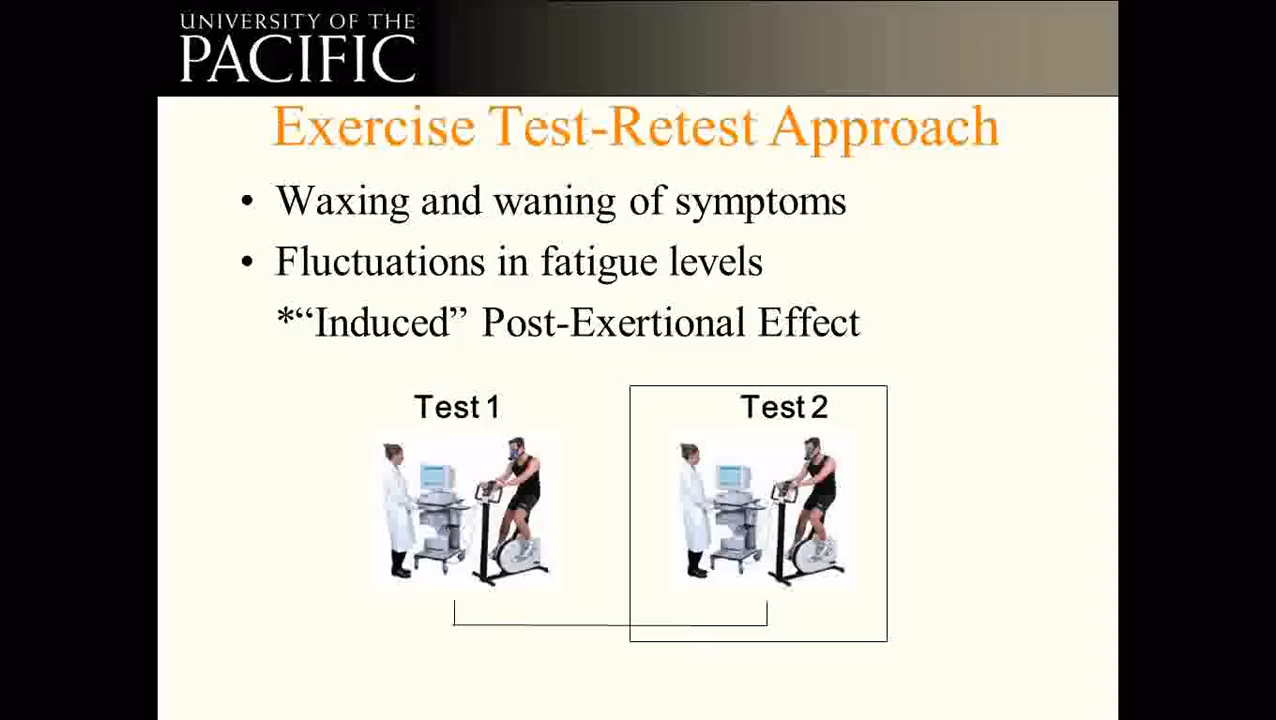 UNIVERSITY OF THE
PACIFIC
Exercise Test-Retest Approach
• Waxing and waning of symptoms
• Fluctuations in fatigue levels
*“Induced” Post-Exertional Effect
Test 1
Test 2